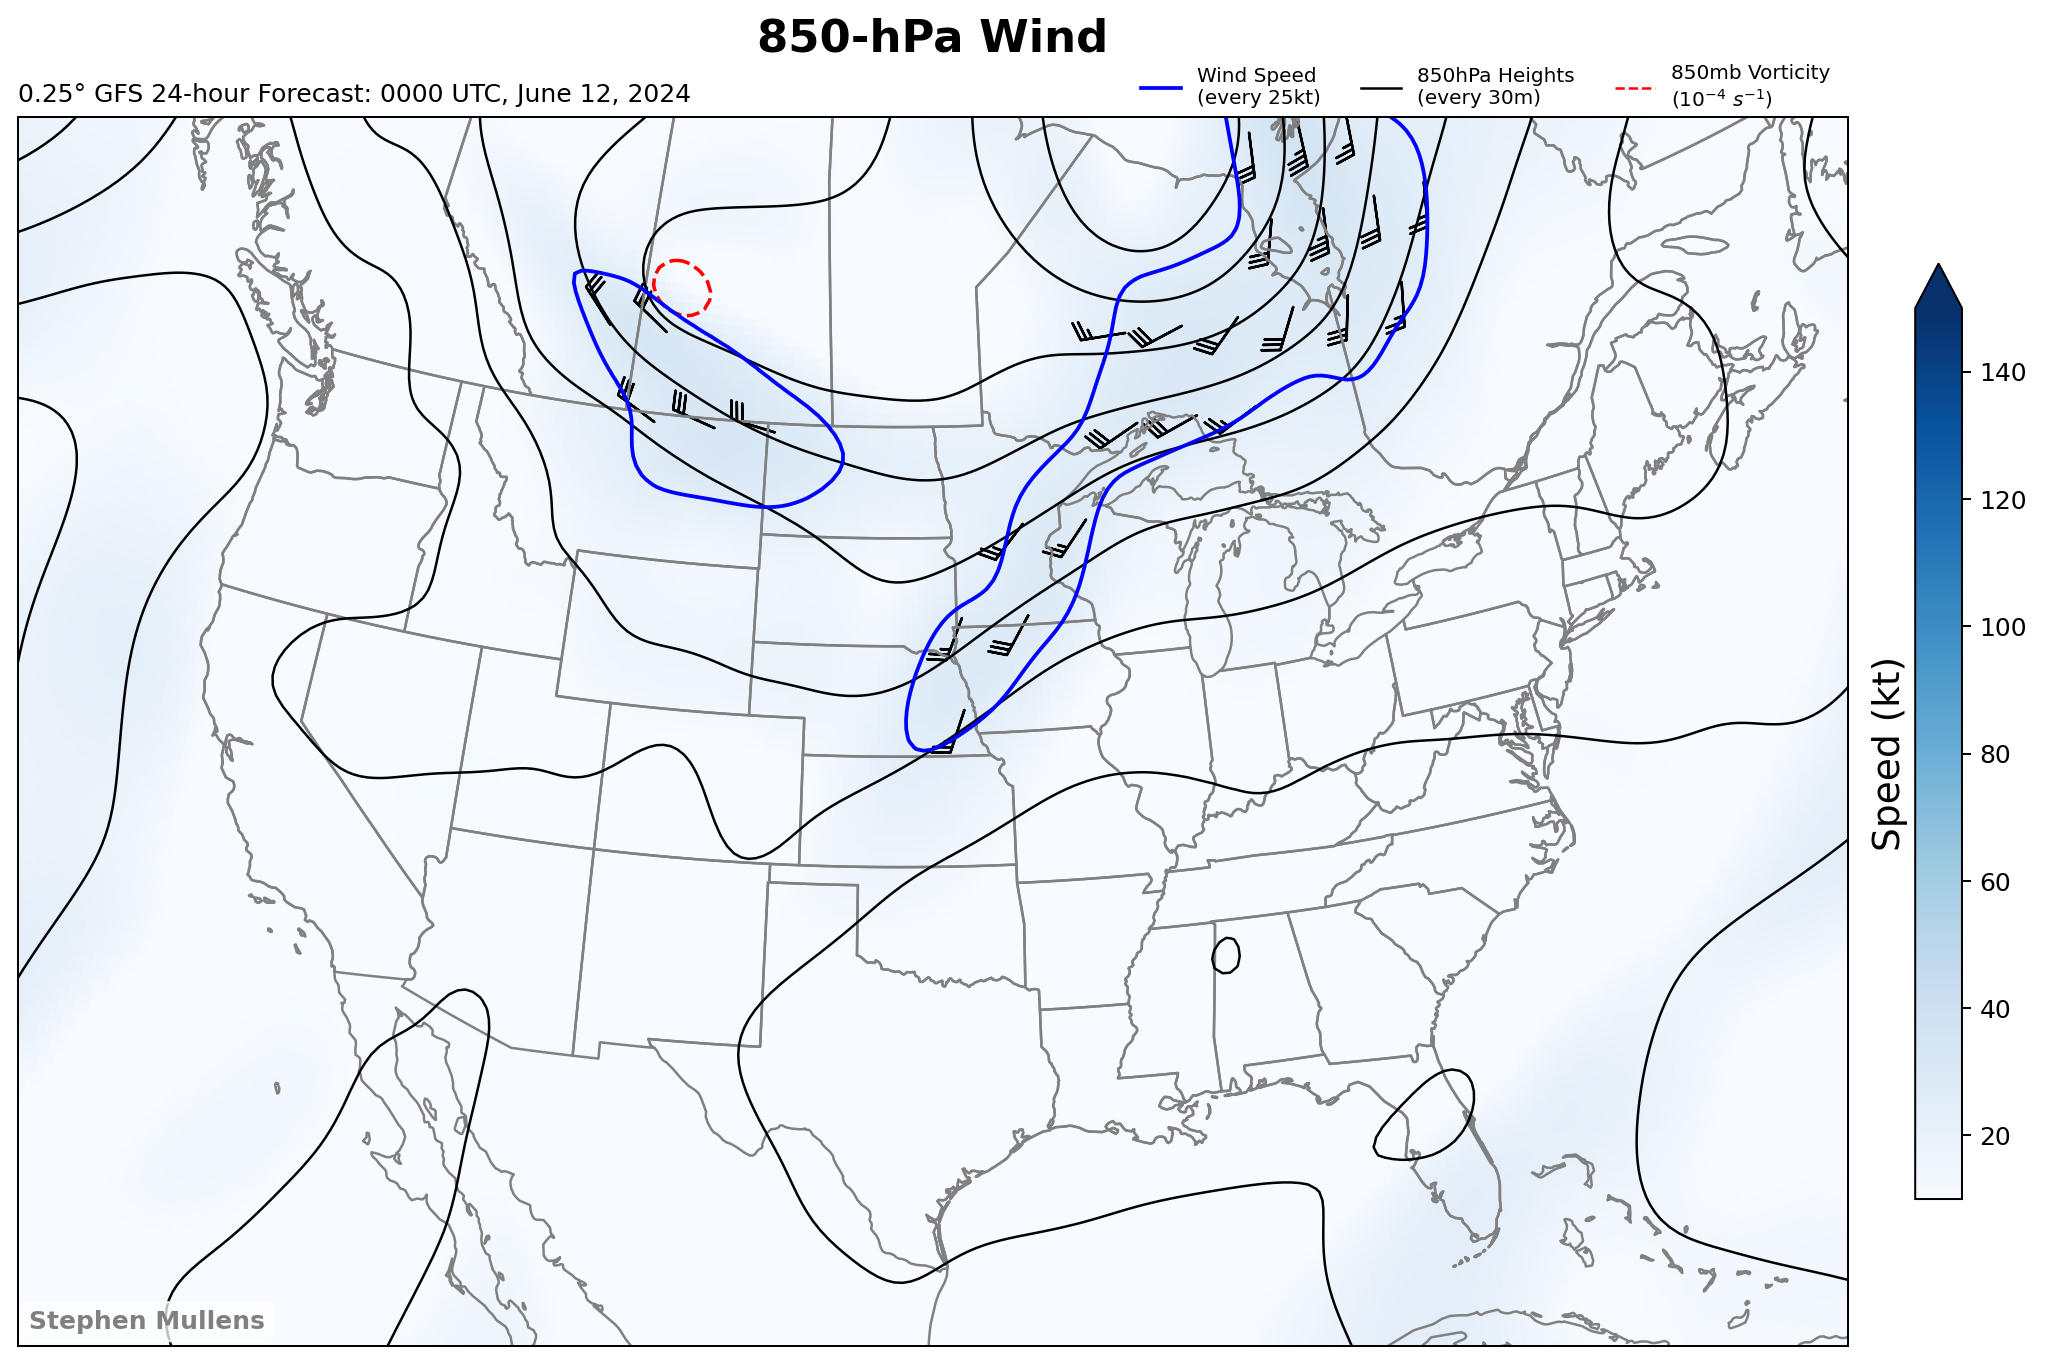 850-hPa Wind
0.25° GFS 24-hour Forecast: 0000 UTC, June 12, 2024
Wind Speed
(every 25kt)
850hPa Heights
(every 30m)
850mb Vorticity
(10⁻⁴ s⁻¹)
140
120
100
80
60
40
20
Speed (kt)
Stephen Mullens